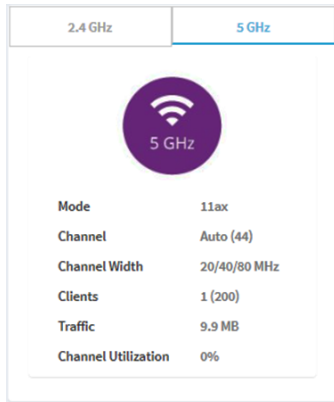 2.4 GHz 5 GHz
5 GHz
Mode 11ax
Channel Auto (44)
Channel Width 20/40/80 MHz
Clients 1 (200)
Traffic 9.9 MB
Channel Utilization 0%